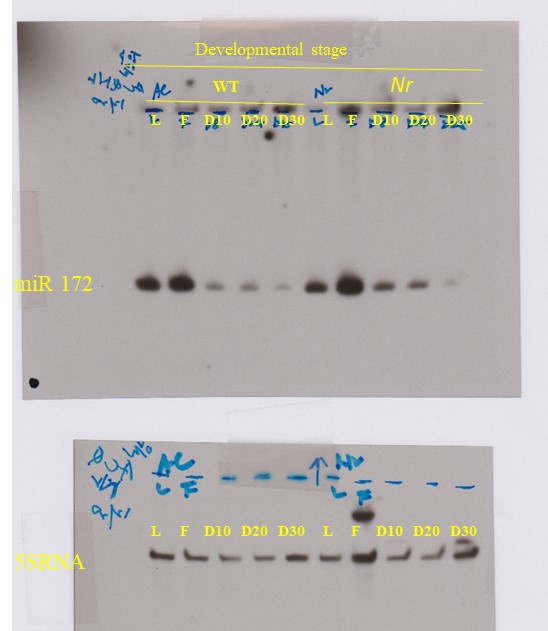 Developmental stage
AC WT Nr Nr
L F D10 D20 D30 L F D10 D20 D30
miR 172
AC Nr
L F L F
L F D10 D20 D30 L F D10 D20 D30
5SRNA